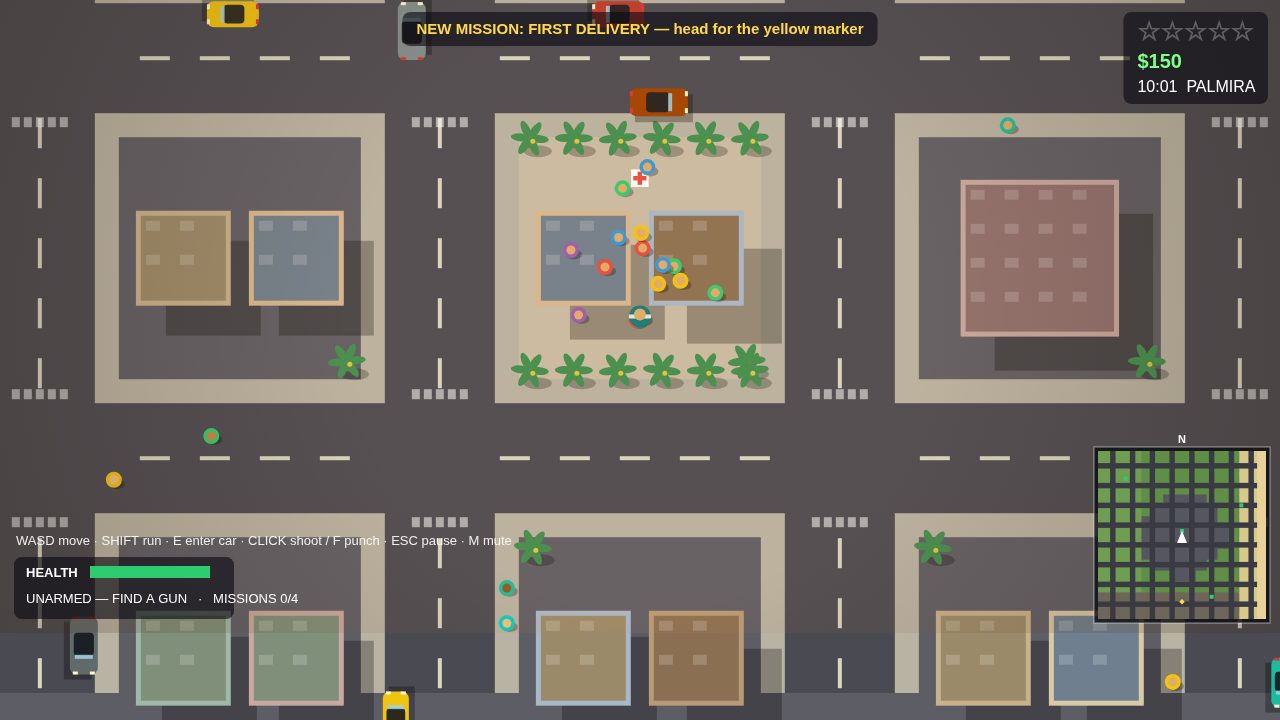 NEW MISSION: FIRST DELIVERY — head for the yellow marker
$150
10:01 PALMIRA
N
WASD move · SHIFT run · E enter car · CLICK shoot / F punch · ESC pause · M mute
HEALTH
UNARMED — FIND A GUN · MISSIONS 0/4